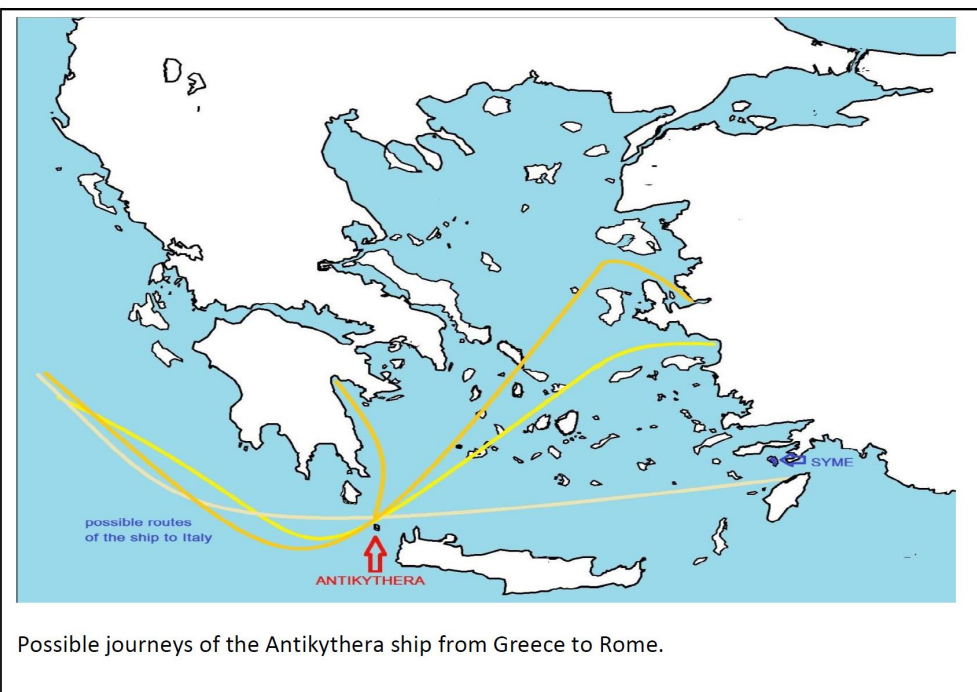 SYME
possible routes
of the ship to Italy
ANTIKYTHERA
Possible journeys of the Antikythera ship from Greece to Rome.